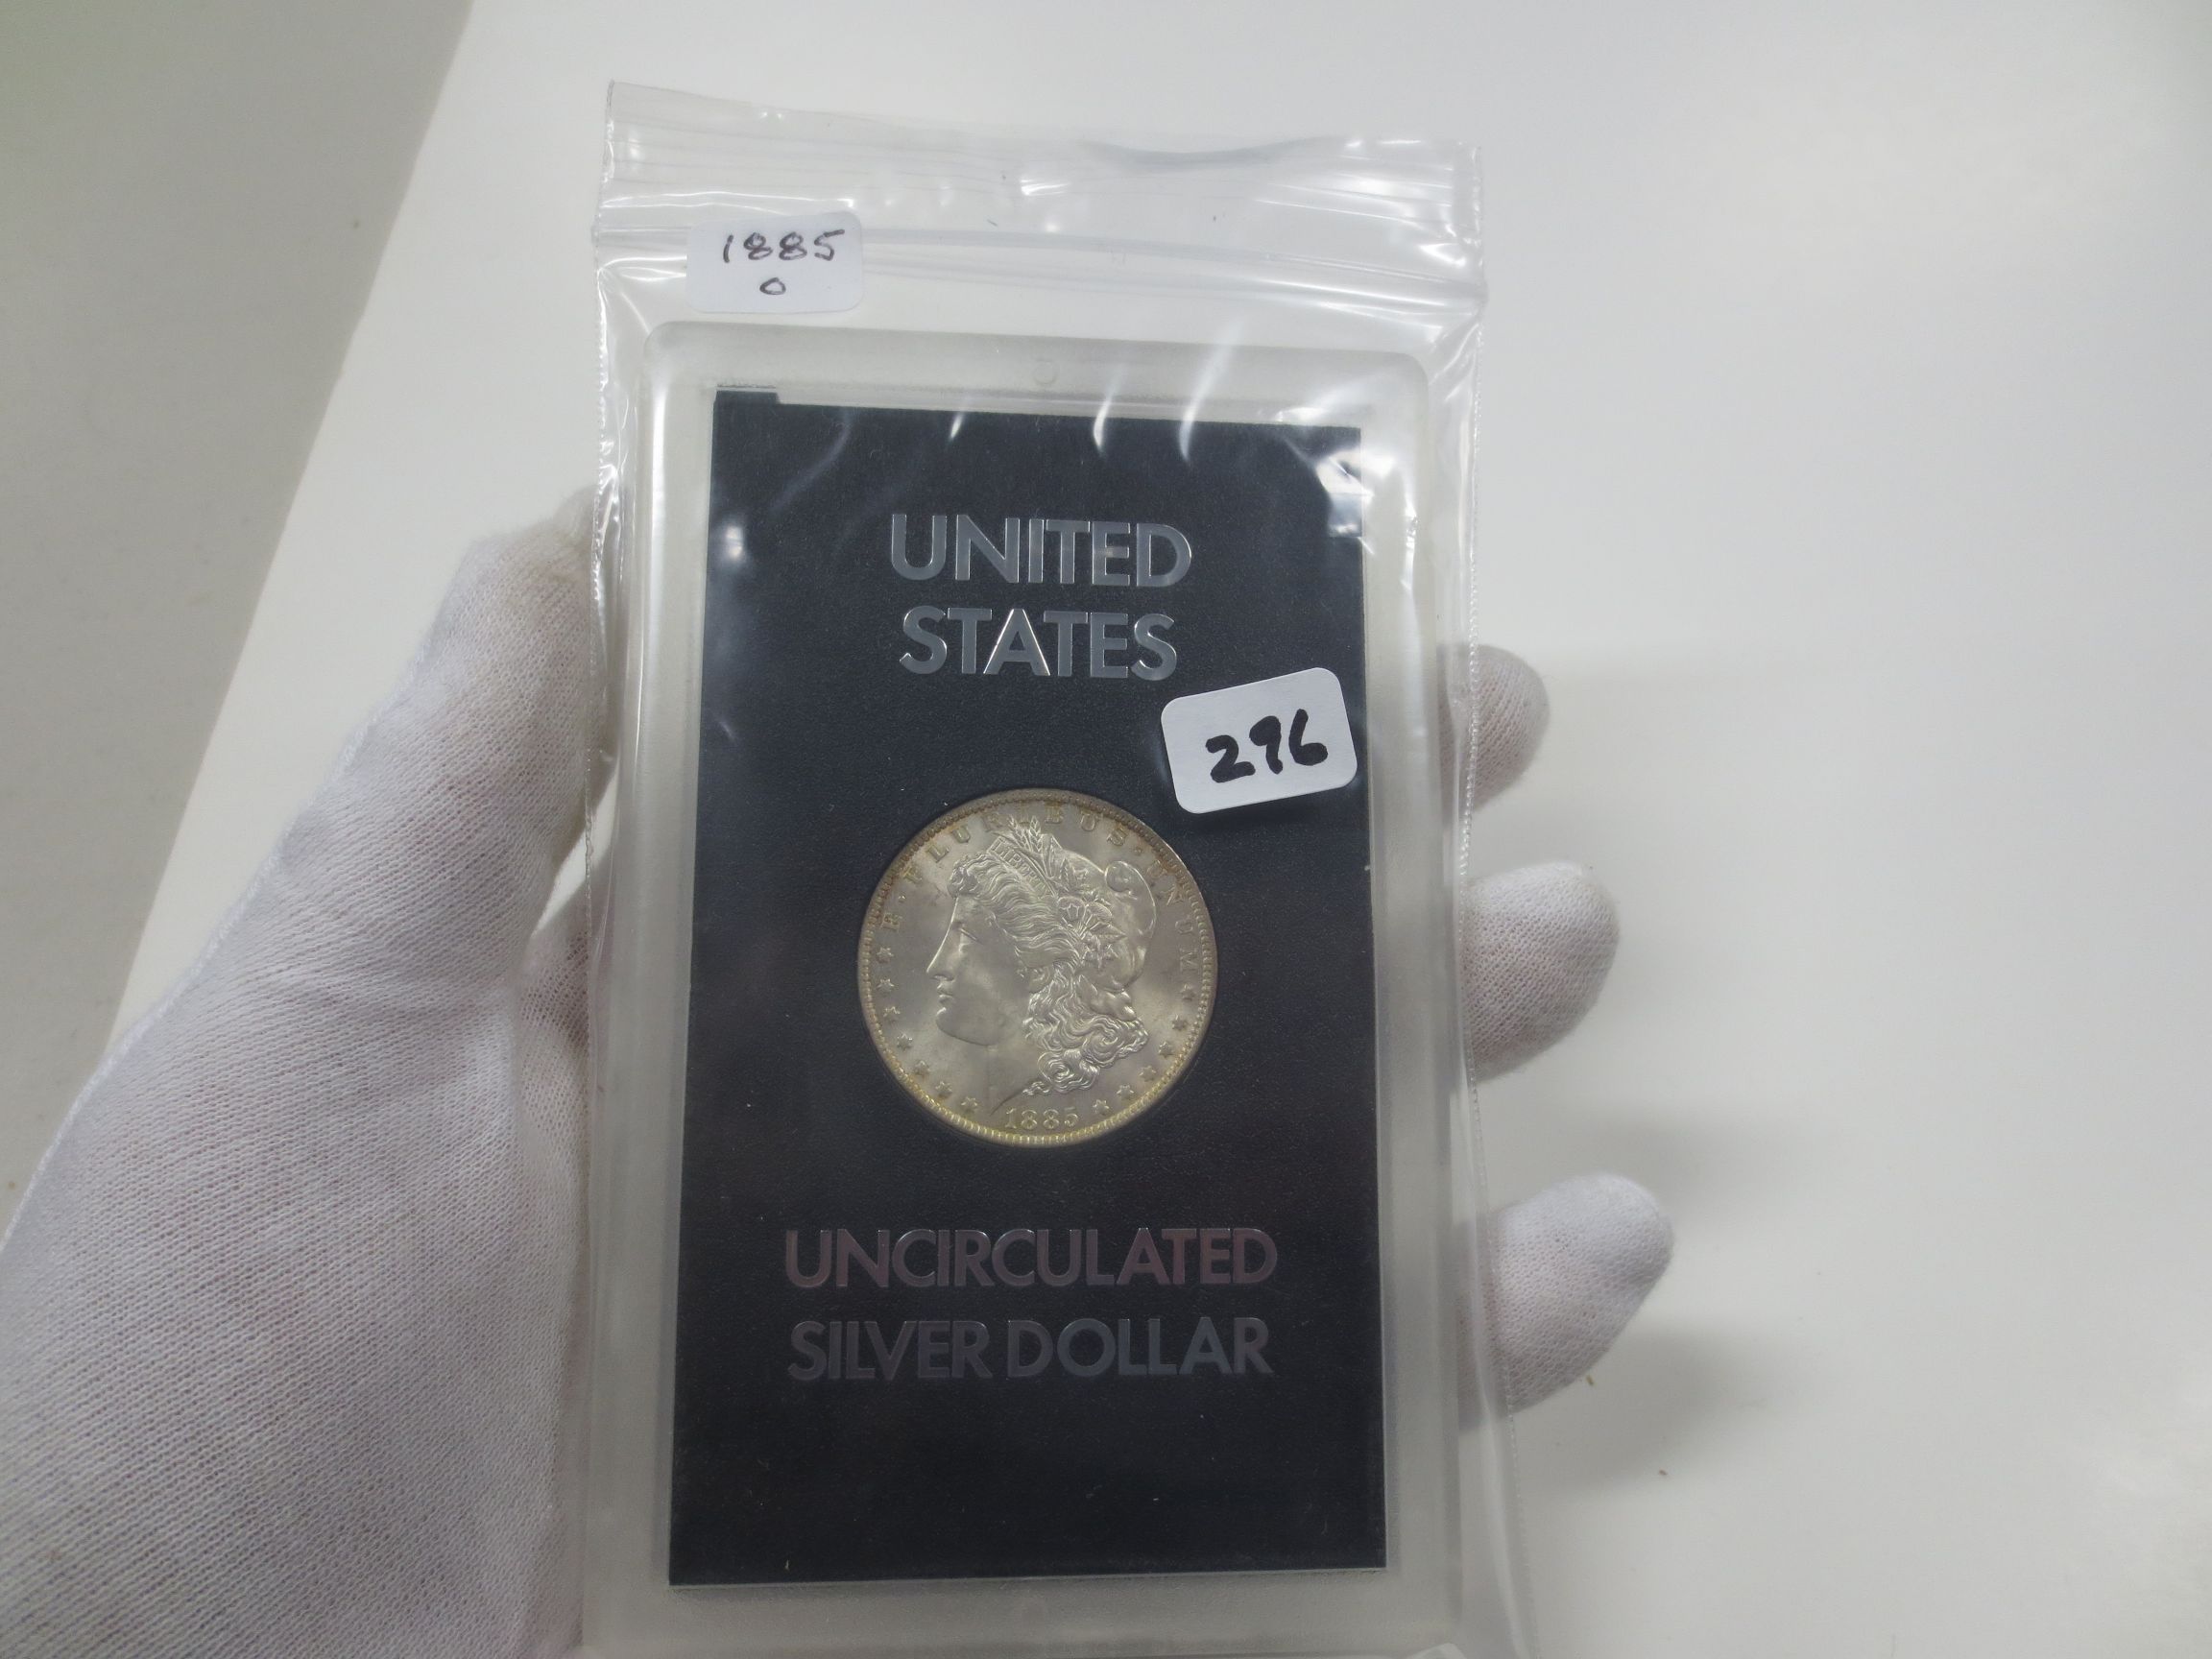 1885
O
UNITED
STATES
296
E·PLURIBUS·UNUM
LIBERTY
1885
UNCIRCULATED
SILVER DOLLAR